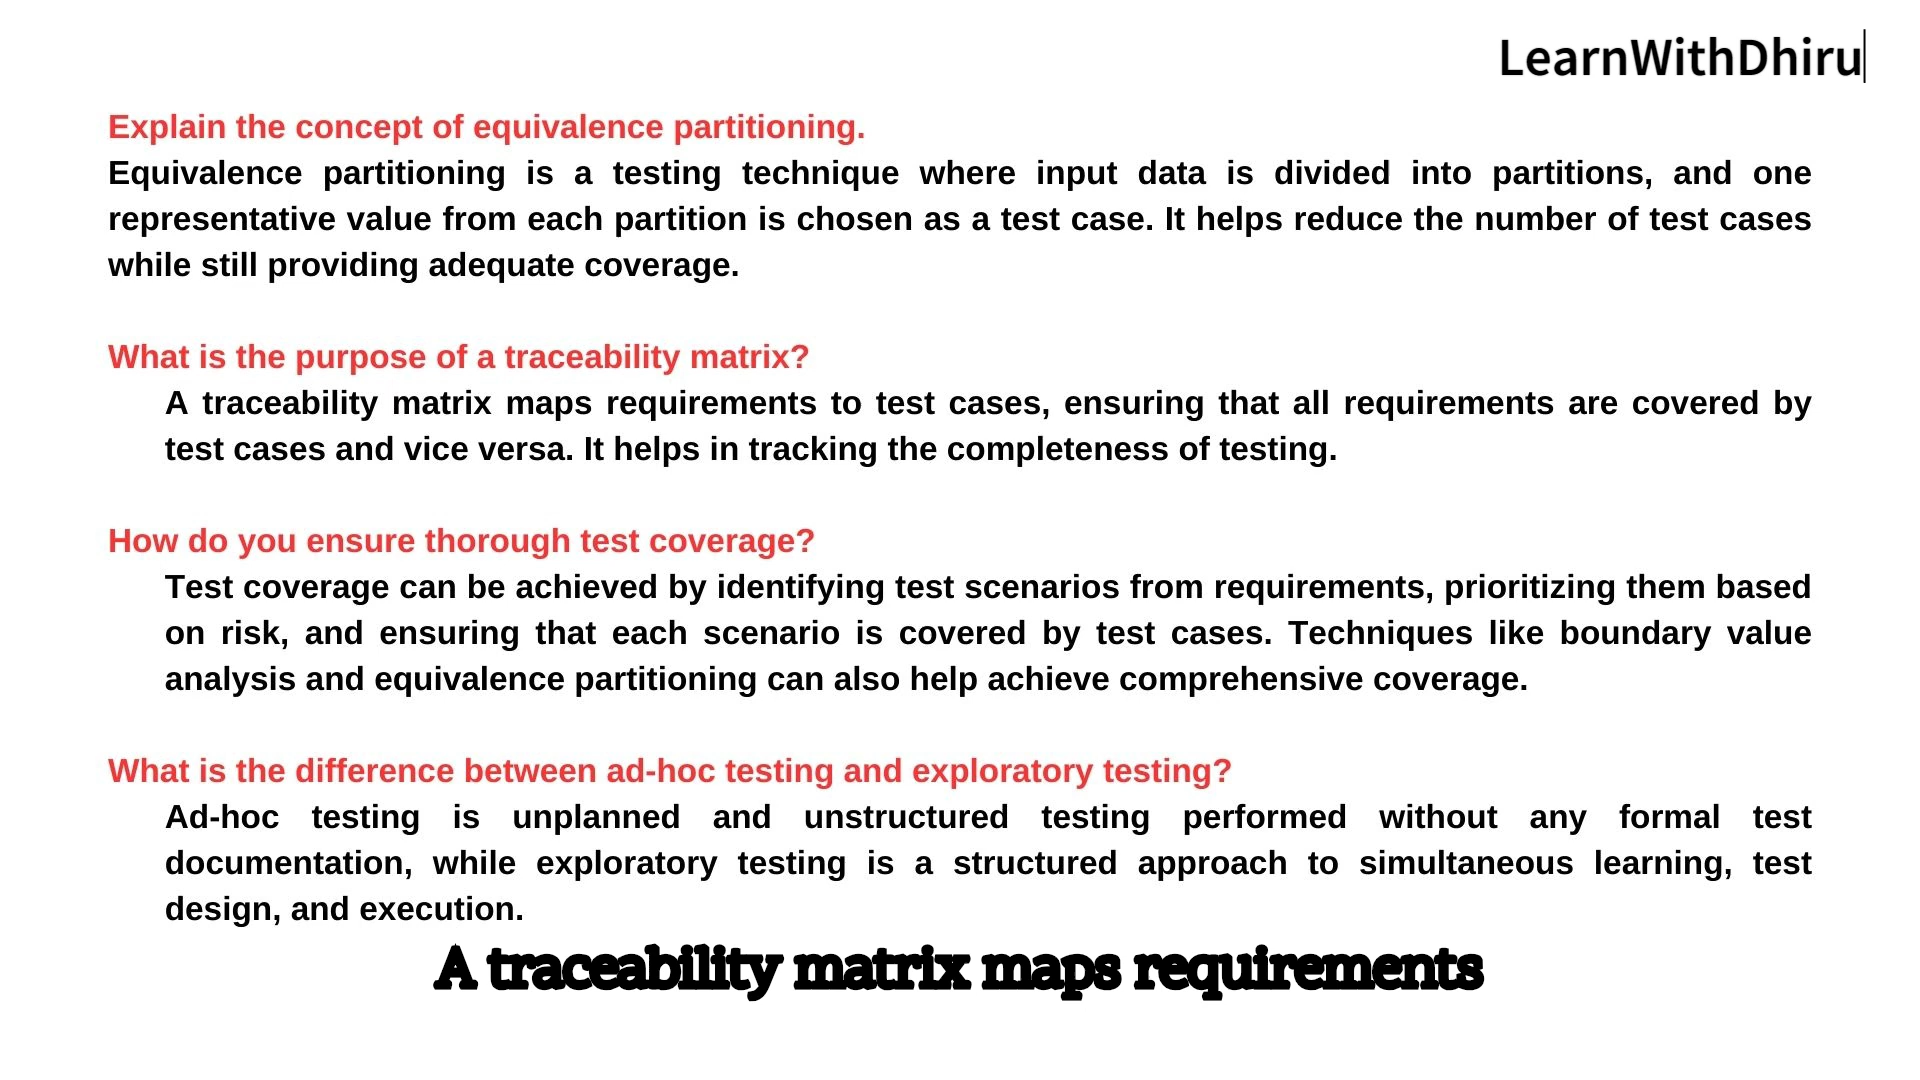 LearnWithDhiru
Explain the concept of equivalence partitioning.
Equivalence partitioning is a testing technique where input data is divided into partitions, and one
representative value from each partition is chosen as a test case. It helps reduce the number of test cases
while still providing adequate coverage.
What is the purpose of a traceability matrix?
A traceability matrix maps requirements to test cases, ensuring that all requirements are covered by
test cases and vice versa. It helps in tracking the completeness of testing.
How do you ensure thorough test coverage?
Test coverage can be achieved by identifying test scenarios from requirements, prioritizing them based
on risk, and ensuring that each scenario is covered by test cases. Techniques like boundary value
analysis and equivalence partitioning can also help achieve comprehensive coverage.
What is the difference between ad-hoc testing and exploratory testing?
Ad-hoc testing is unplanned and unstructured testing performed without any formal test
documentation, while exploratory testing is a structured approach to simultaneous learning, test
design, and execution.
A traceability matrix maps requirements